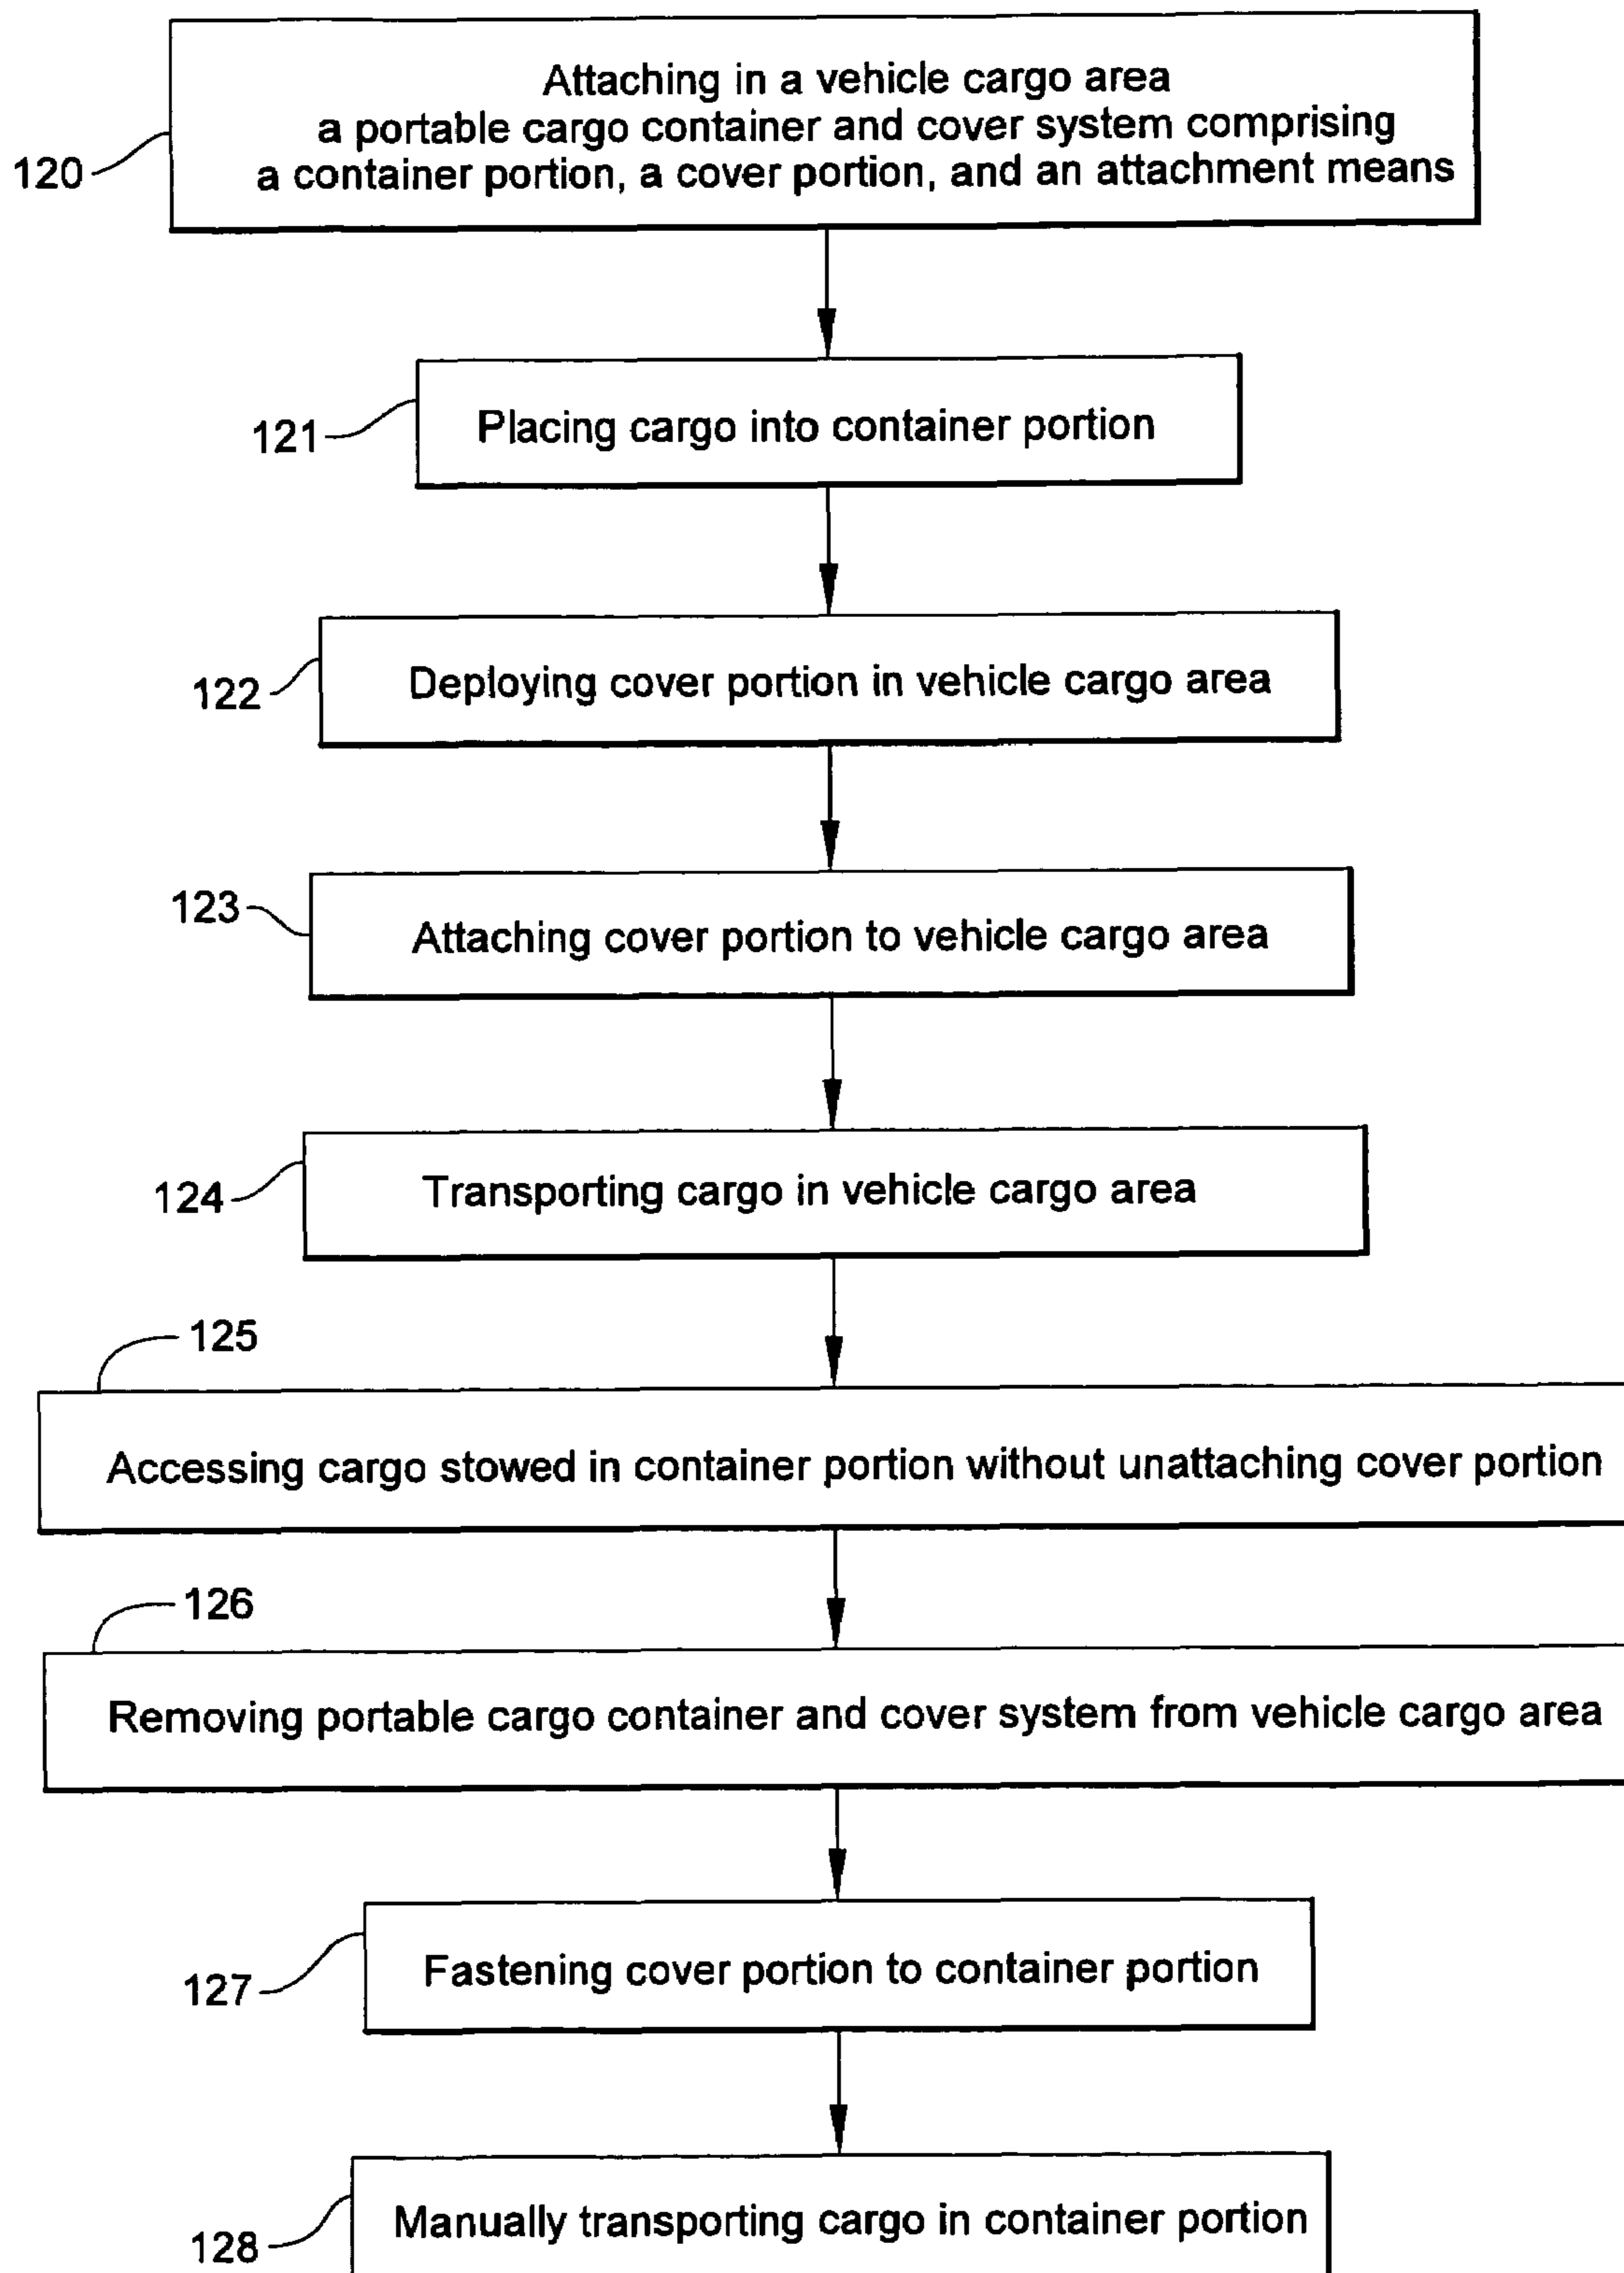 Attaching in a vehicle cargo area
a portable cargo container and cover system comprising
a container portion, a cover portion, and an attachment means
120
Placing cargo into container portion
121
Deploying cover portion in vehicle cargo area
122
123
Attaching cover portion to vehicle cargo area
Transporting cargo in vehicle cargo area
124
125
Accessing cargo stowed in container portion without unattaching cover portion
126
Removing portable cargo container and cover system from vehicle cargo area
Fastening cover portion to container portion
127
Manually transporting cargo in container portion
128